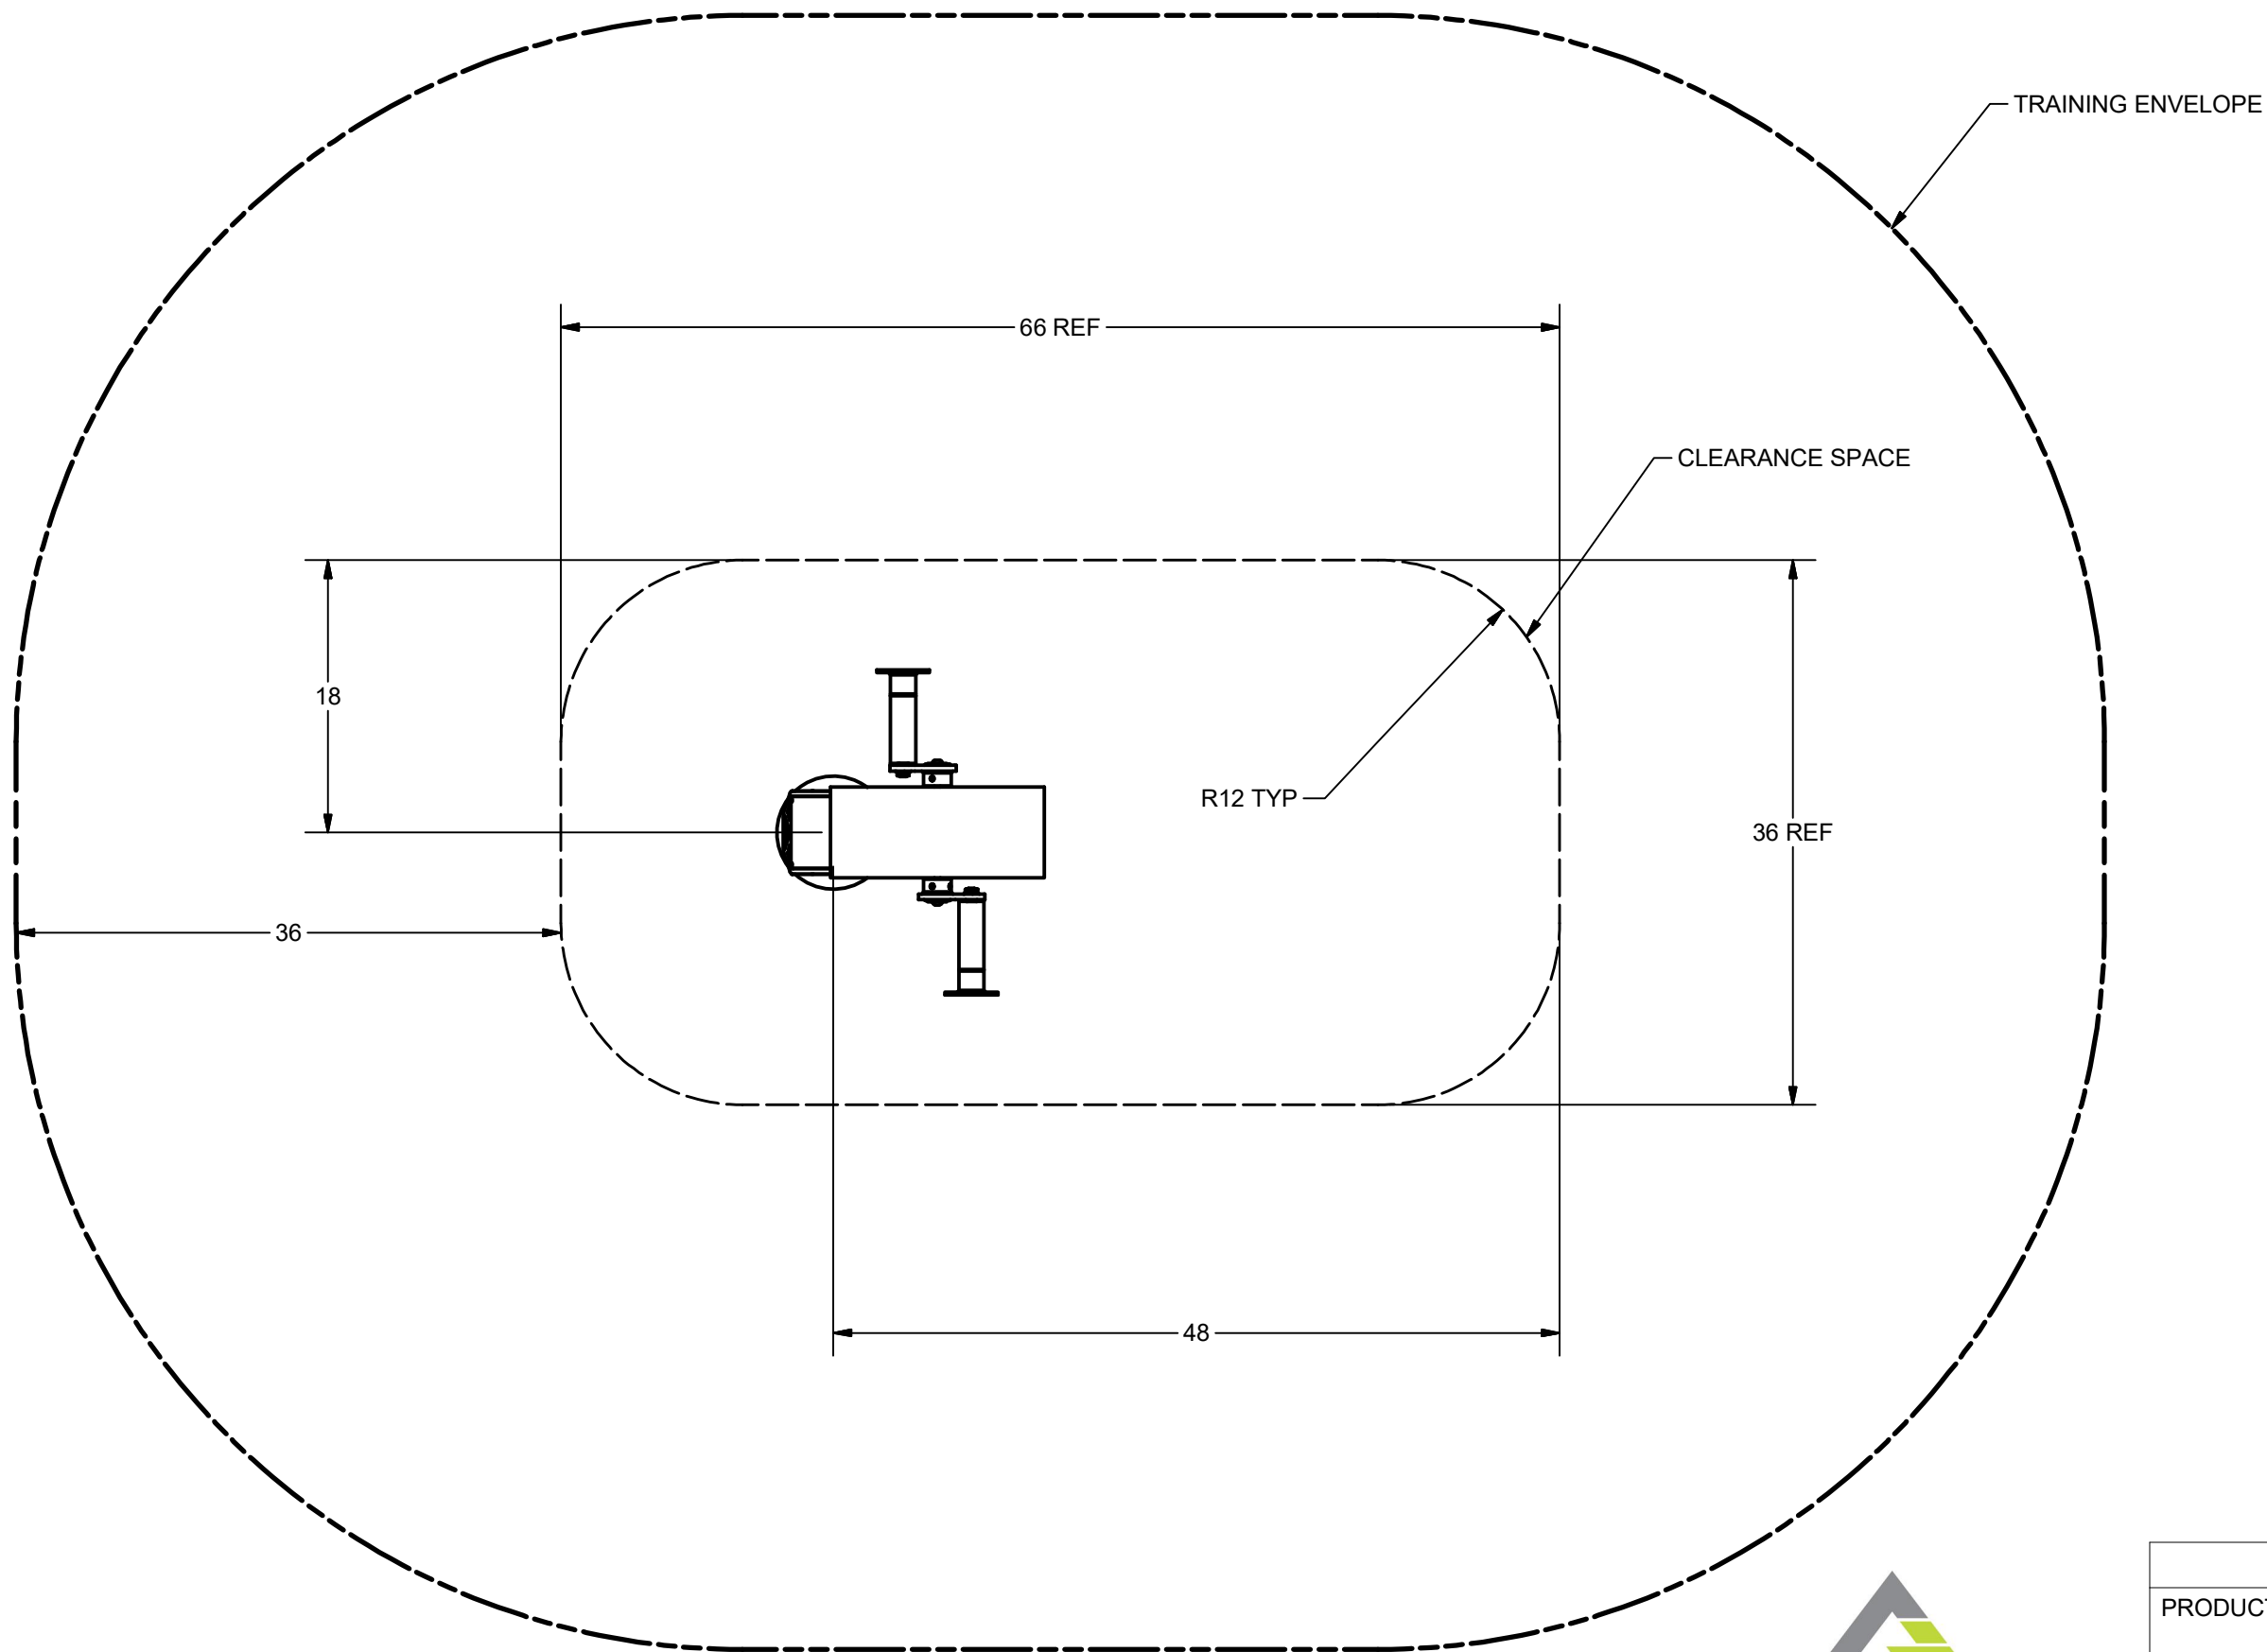 TRAINING ENVELOPE
66 REF
CLEARANCE SPACE
18
R12 TYP
36 REF
36
48